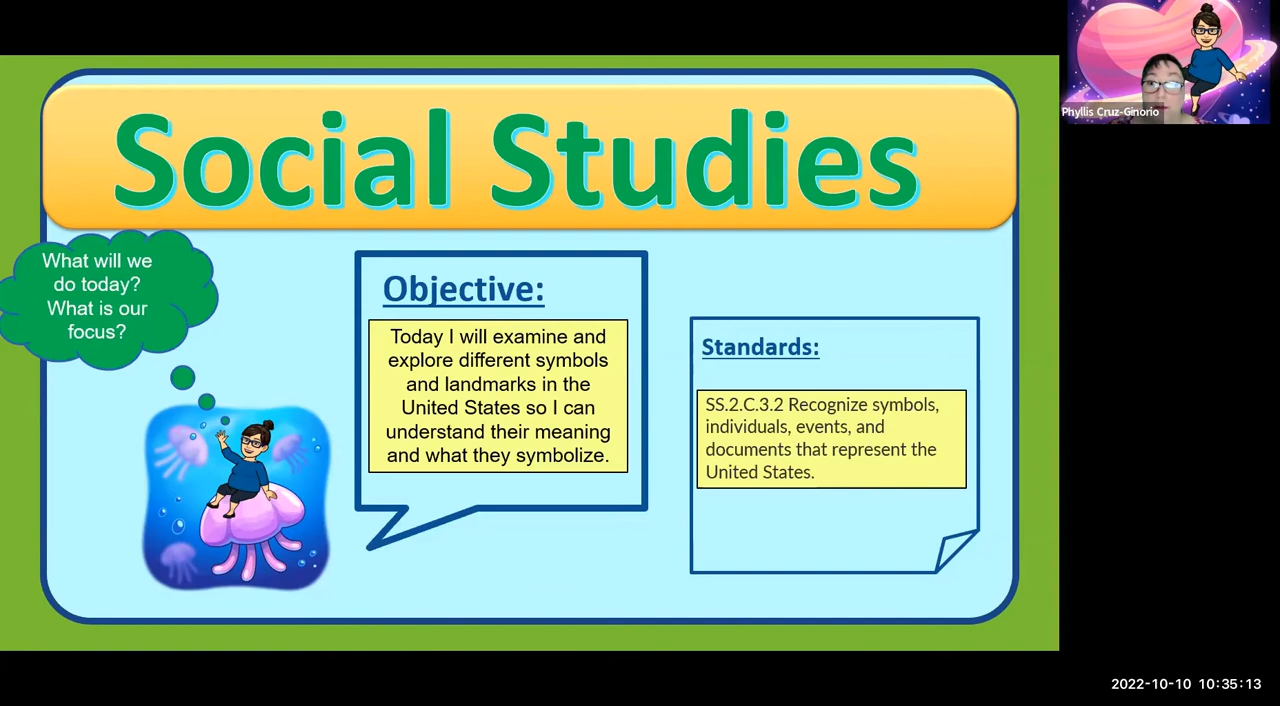 Social Studies
What will we
do today?
What is our
focus?
Objective:
Today I will examine and
explore different symbols
and landmarks in the
United States so I can
understand their meaning
and what they symbolize.
Standards:
SS.2.C.3.2 Recognize symbols,
individuals, events, and
documents that represent the
United States.
Phyllis Cruz-Ginorio
2022-10-10 10:35:13